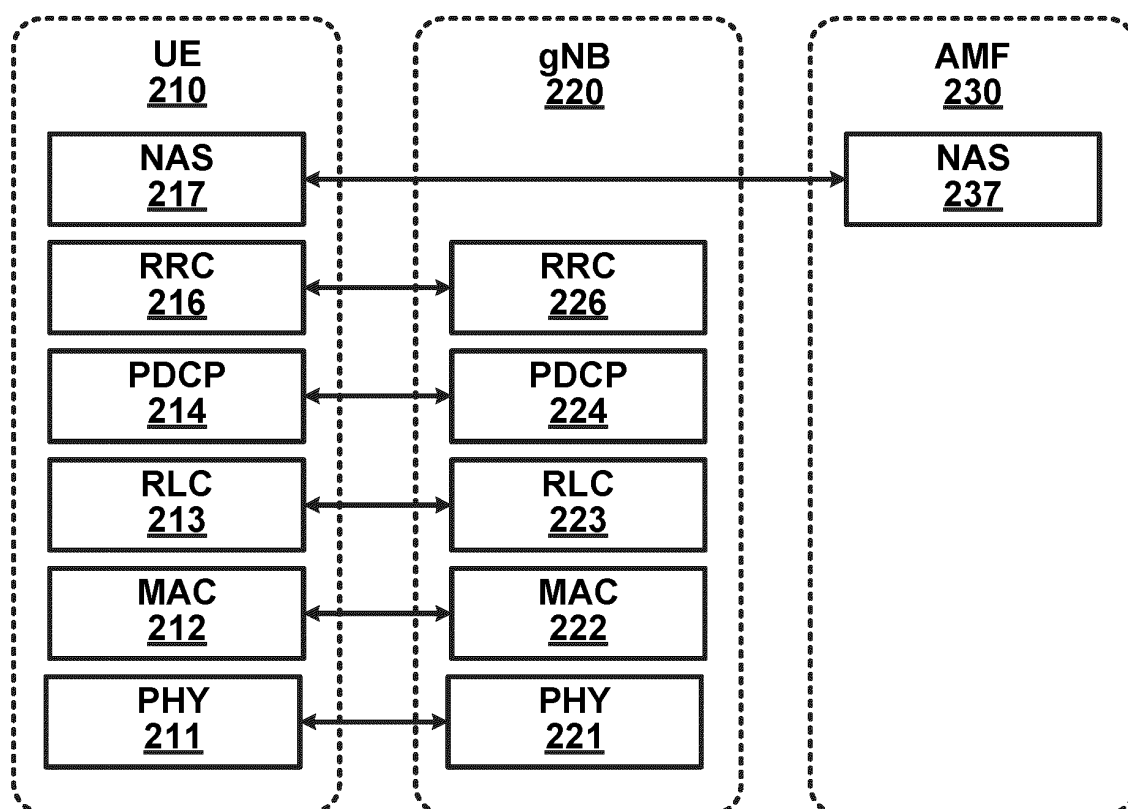 UE
210
gNB
220
AMF
230
NAS
217
NAS
237
RRC
216
RRC
226
PDCP
214
PDCP
224
RLC
213
RLC
223
MAC
212
MAC
222
PHY
211
PHY
221